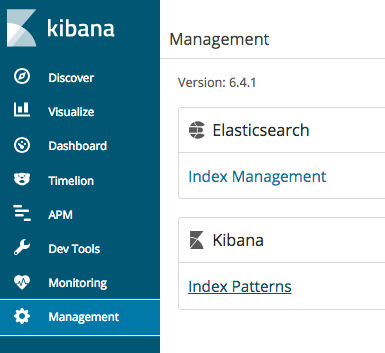 kibana
Discover
Visualize
Dashboard
Timelion
APM
Dev Tools
Monitoring
Management
Management
Version: 6.4.1
Elasticsearch
Index Management
Kibana
Index Patterns